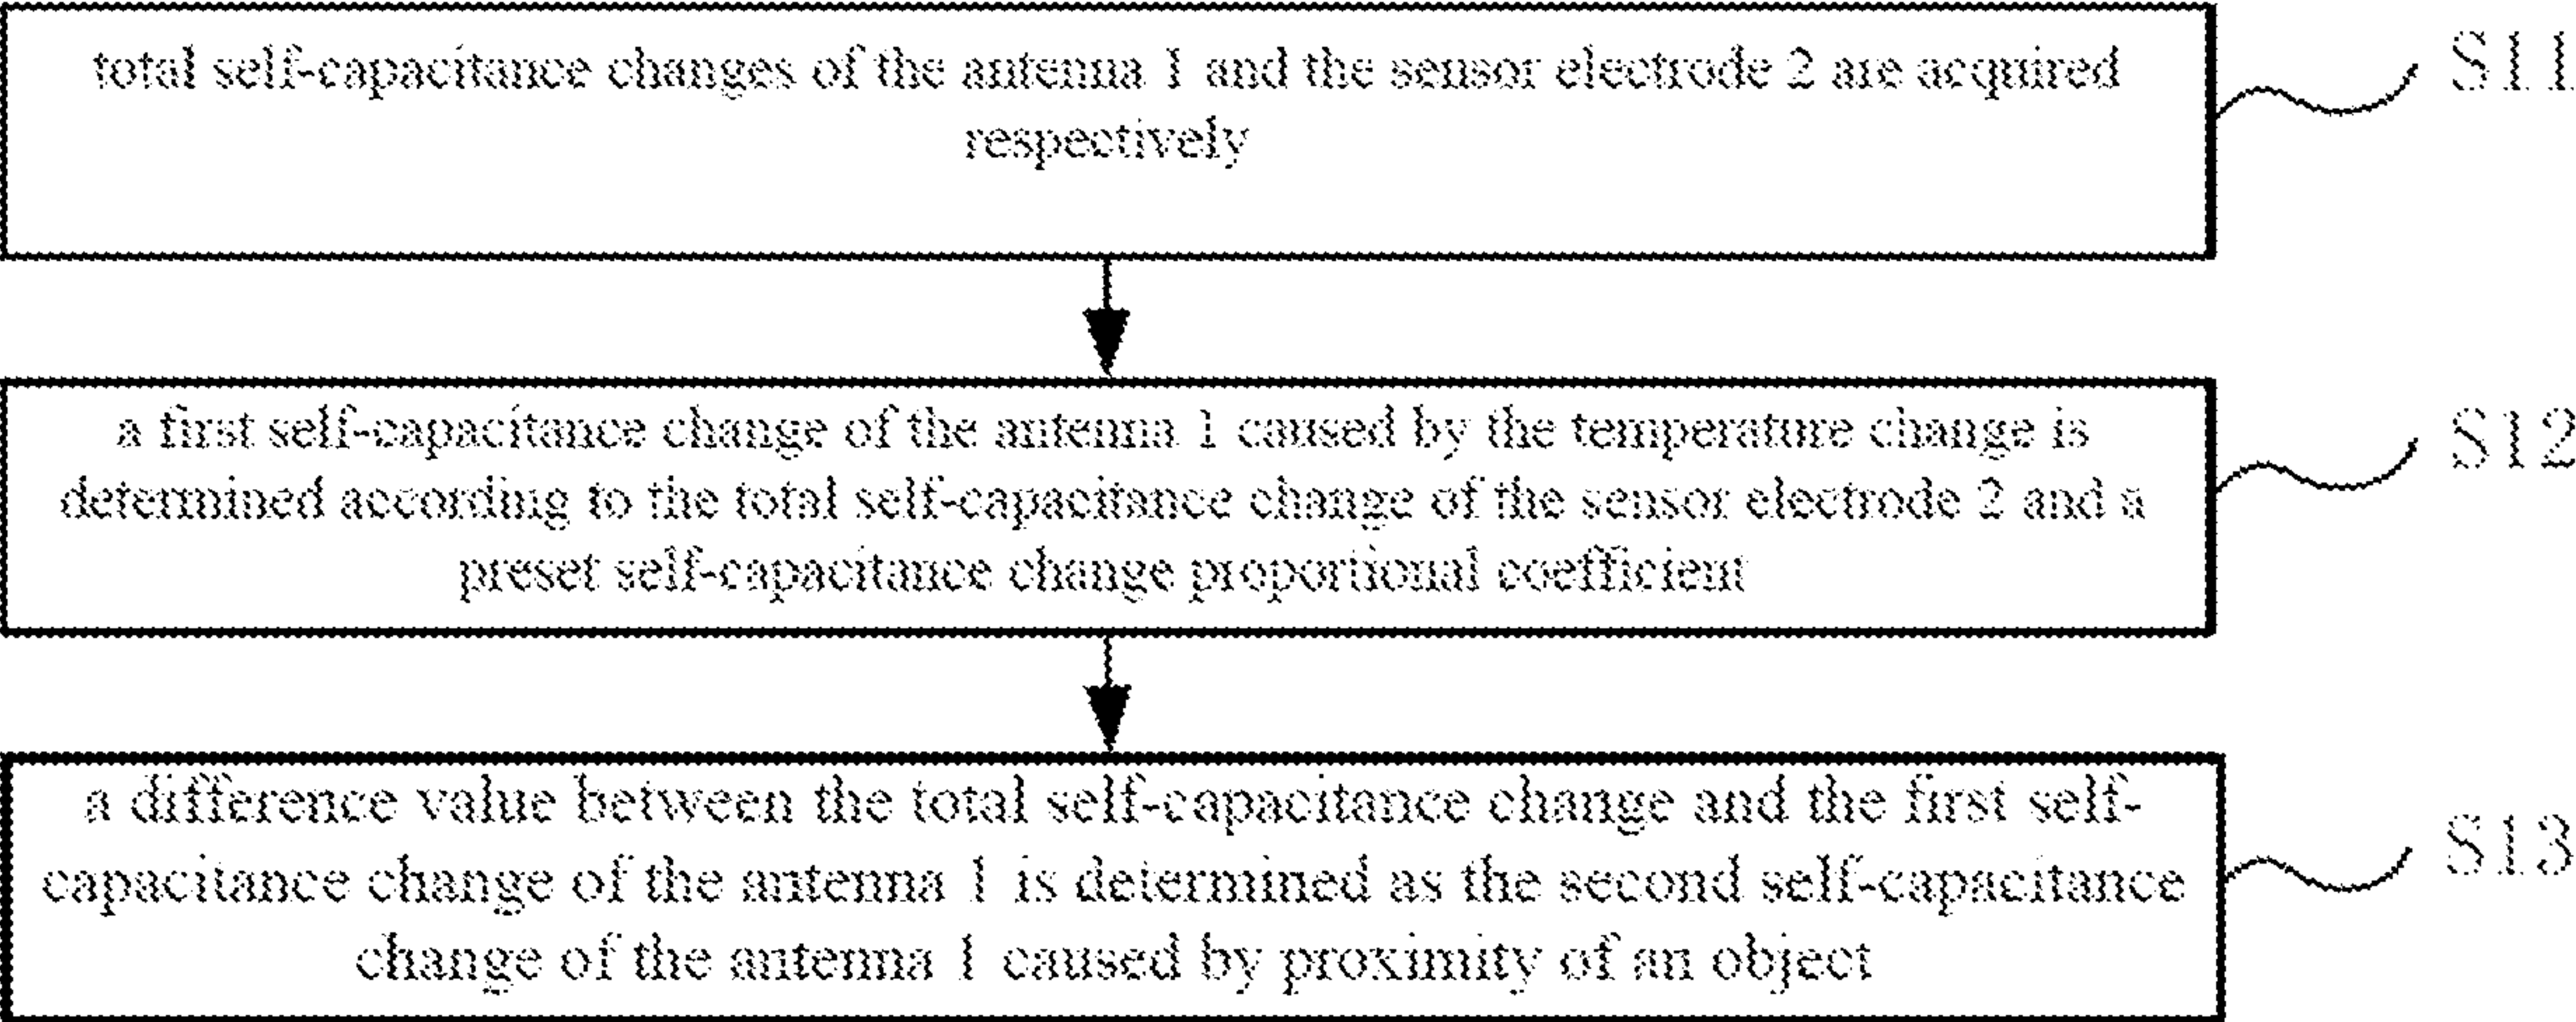 total self-capacitance changes of the antenna 1 and the sensor electrode 2 are acquired
respectively
S11
a first self-capacitance change of the antenna 1 caused by the temperature change is
determined according to the total self-capacitance change of the sensor electrode 2 and a
preset self-capacitance change proportional coefficient
S12
a difference value between the total self-capacitance change and the first self-
capacitance change of the antenna 1 is determined as the second self-capacitance
change of the antenna 1 caused by proximity of an object
S13